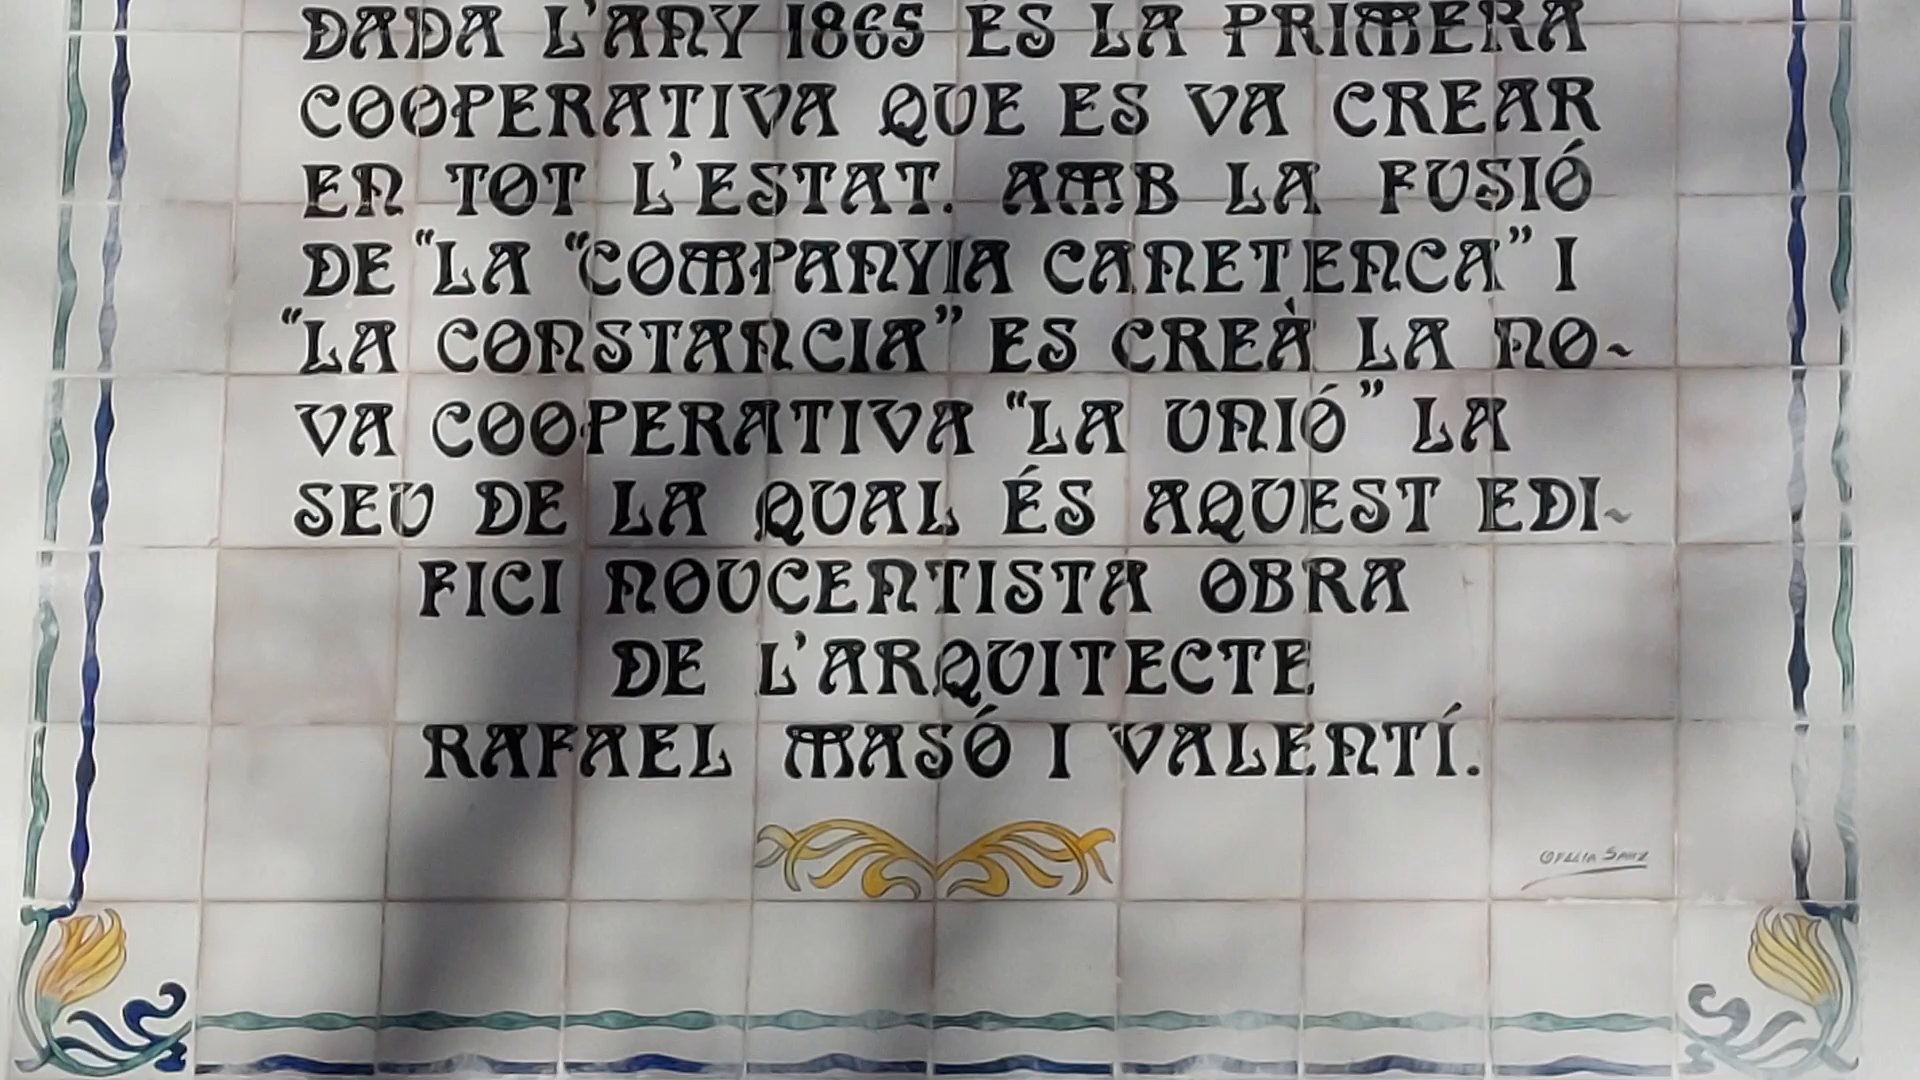 DADA L'ANY 1865 ÉS LA PRIMERA
COOPERATIVA QUE ES VA CREAR
EN TOT L'ESTAT. AMB LA FUSIÓ
DE "LA "COMPANYIA CANETENCA" I
"LA CONSTANCIA" ES CREÀ LA NO-
VA COOPERATIVA "LA UNIÓ" LA
SEU DE LA QUAL ÉS AQUEST EDI-
FICI NOUCENTISTA OBRA
DE L'ARQUITECTE
RAFAEL MASÓ I VALENTÍ.
OFELIA SANZ